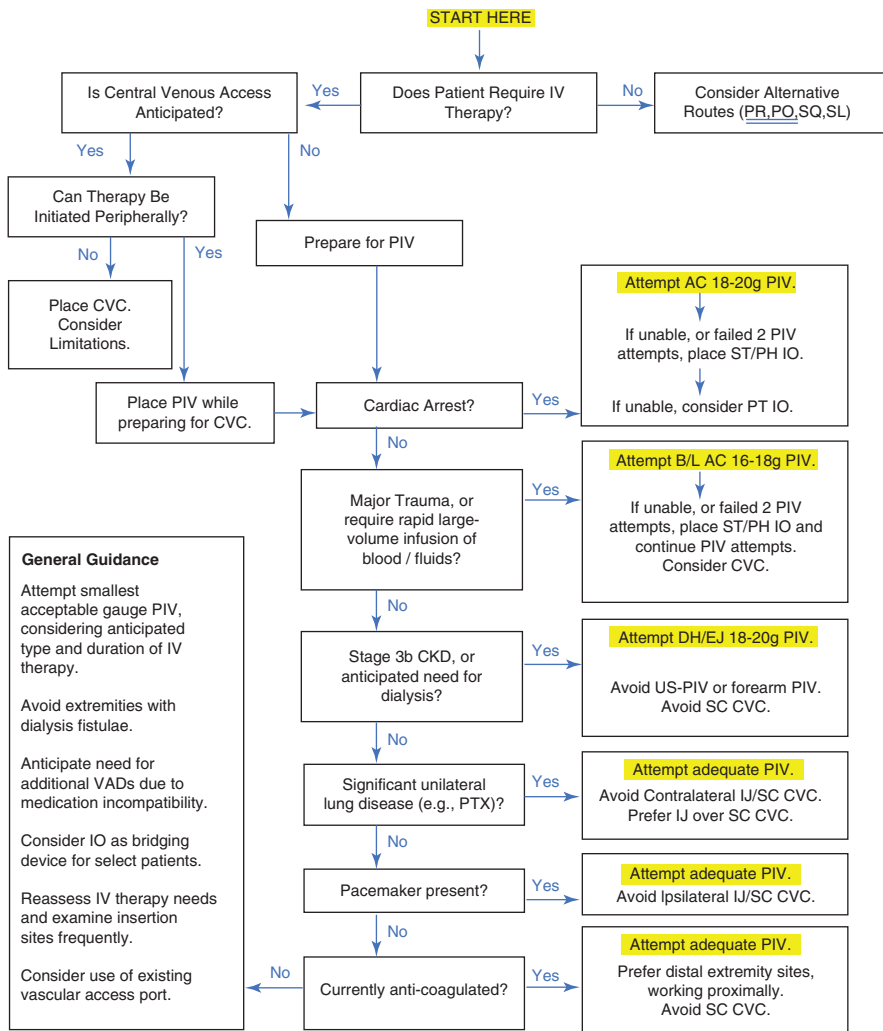 START HERE
Is Central Venous Access
Anticipated?
Yes
Does Patient Require IV
Therapy?
No
Consider Alternative
Routes (PR,PO,SQ,SL)
Yes
No
Can Therapy Be
Initiated Peripherally?
Prepare for PIV
No
Yes
Place CVC.
Consider
Limitations.
Attempt AC 18-20g PIV.
If unable, or failed 2 PIV
attempts, place ST/PH IO.
If unable, consider PT IO.
Place PIV while
preparing for CVC.
Cardiac Arrest?
Yes
No
Major Trauma, or
require rapid large-
volume infusion of
blood / fluids?
Yes
Attempt B/L AC 16-18g PIV.
If unable, or failed 2 PIV
attempts, place ST/PH IO and
continue PIV attempts.
Consider CVC.
No
Stage 3b CKD, or
anticipated need for
dialysis?
Yes
Attempt DH/EJ 18-20g PIV.
Avoid US-PIV or forearm PIV.
Avoid SC CVC.
No
Significant unilateral
lung disease (e.g., PTX)?
Yes
Attempt adequate PIV.
Avoid Contralateral IJ/SC CVC.
Prefer IJ over SC CVC.
No
Pacemaker present?
Yes
Attempt adequate PIV.
Avoid Ipsilateral IJ/SC CVC.
No
Currently anti-coagulated?
Yes
Attempt adequate PIV.
Prefer distal extremity sites,
working proximally.
Avoid SC CVC.
No
General Guidance
Attempt smallest
acceptable gauge PIV,
considering anticipated
type and duration of IV
therapy.
Avoid extremities with
dialysis fistulae.
Anticipate need for
additional VADs due to
medication incompatibility.
Consider IO as bridging
device for select patients.
Reassess IV therapy needs
and examine insertion
sites frequently.
Consider use of existing
vascular access port.